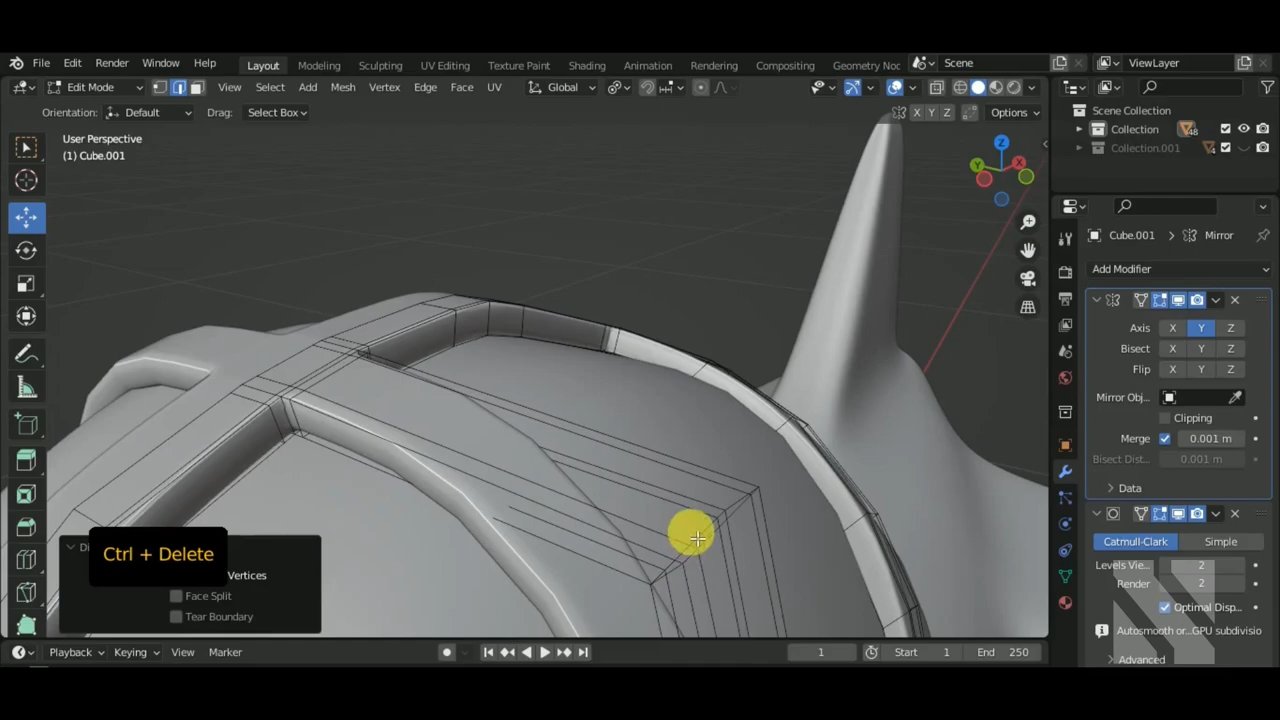 File Edit Render Window Help Layout Modeling Sculpting UV Editing Texture Paint Shading Animation Rendering Compositing Geometry Noc Scene ViewLayer
Edit Mode View Select Add Mesh Vertex Edge Face UV Global
Orientation: Default Drag: Select Box X Y Z Options
User Perspective
(1) Cube.001
Z
Y
X
Scene Collection
Collection 48
Collection.001 4
Cube.001 > Mirror
Add Modifier
Axis X Y Z
Bisect X Y Z
Flip X Y Z
Mirror Obj...
Clipping
Merge 0.001 m
Bisect Dist... 0.001 m
Data
Catmull-Clark Simple
Levels Vie... 2
Render 2
Optimal Disp...
Autosmooth or...GPU subdivisio
Advanced
Ctrl + Delete
Vertices
Face Split
Tear Boundary
Playback Keying View Marker 1 Start 1 End 250